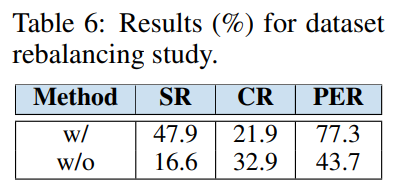 Table 6: Results (%) for dataset
rebalancing study.
Method SR CR PER
w/ 47.9 21.9 77.3
w/o 16.6 32.9 43.7